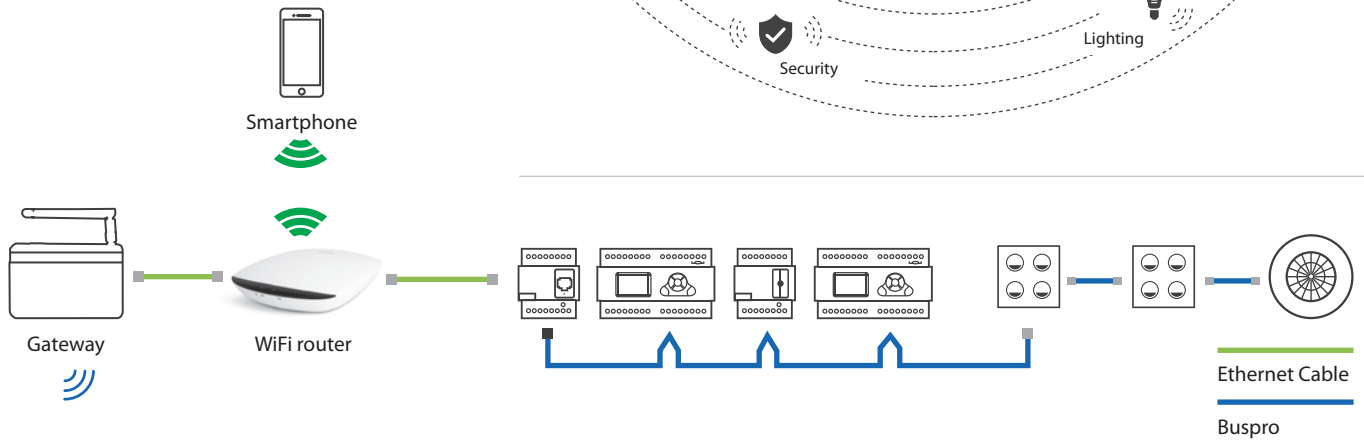 Lighting
Security
Smartphone
Gateway
WiFi router
Ethernet Cable
Buspro